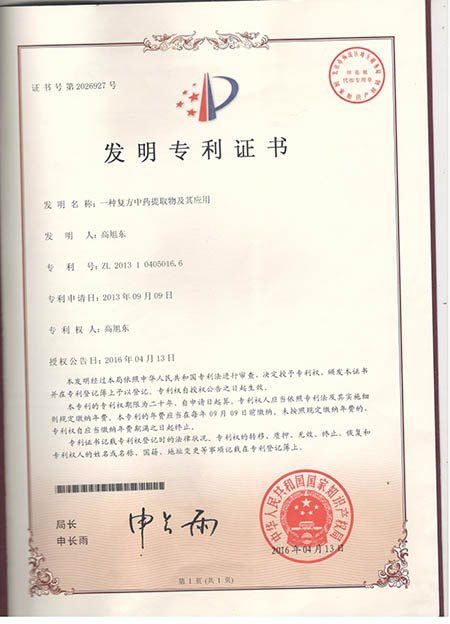 证书号第2026927号
印花税
代扣专用章
发明专利证书
发明名称:一种复方中药提取物及其应用
发明人:高旭东
专利号:ZL 2013 1 0405016.6
专利申请日:2013年09月09日
专利权人:高旭东
授权公告日:2016年04月13日
本发明经过本局依照中华人民共和国专利法进行审查,决定授予专利权,颁发本证书
并在专利登记簿上予以登记。专利权自授权公告之日起生效。
本专利的专利权期限为二十年,自申请日起算。专利权人应当依照专利法及其实施细
则规定缴纳年费。本专利的年费应当在每年09月09日前缴纳。未按照规定缴纳年费的,
专利权自应当缴纳年费期满之日起终止。
专利证书记载专利权登记时的法律状况。专利权的转移、质押、无效、终止、恢复和
专利权人的姓名或名称、国籍、地址变更等事项记载在专利登记簿上。
局长
申长雨
申长雨
中华人民共和国国家知识产权局
2016年04月13日
第1页(共1页)